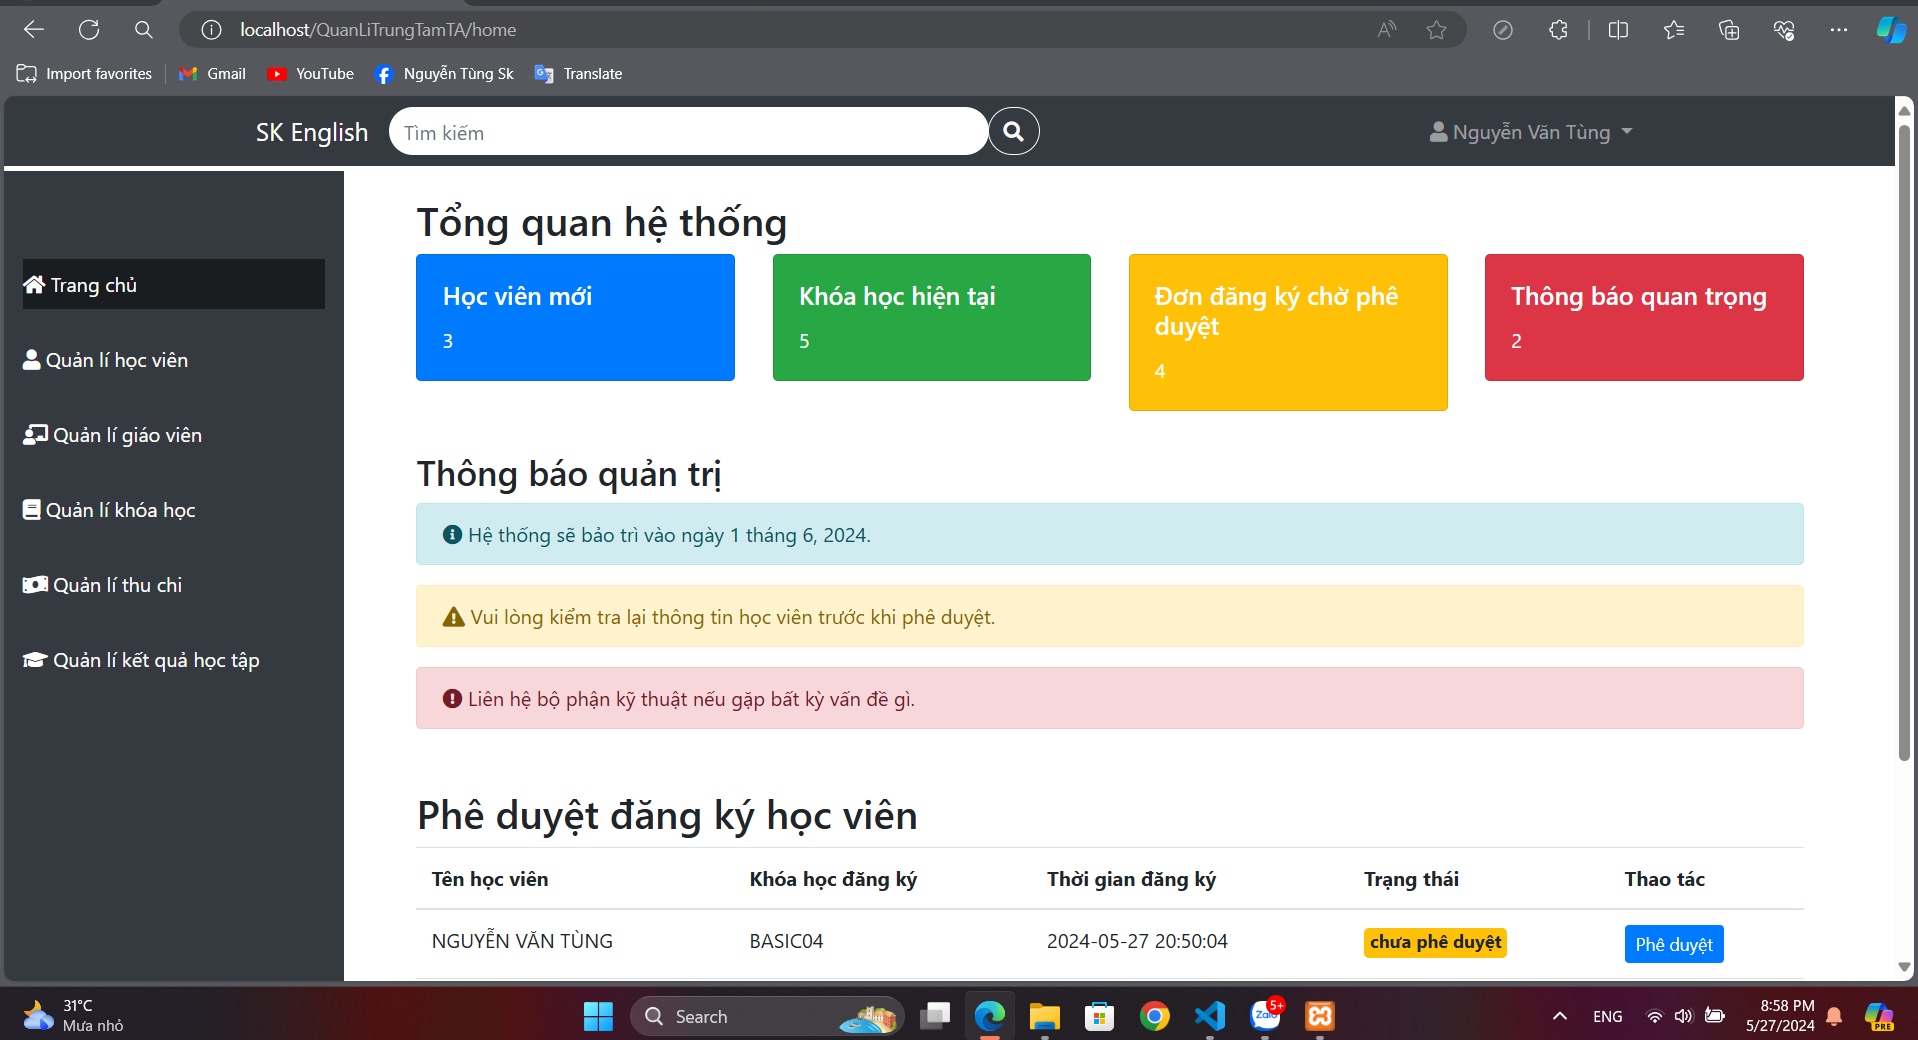 localhost/QuanLiTrungTamTA/home
Import favorites
Gmail
YouTube
Nguyễn Tùng Sk
Translate
SK English
Tìm kiếm
Nguyễn Văn Tùng
Trang chủ
Quản lí học viên
Quản lí giáo viên
Quản lí khóa học
Quản lí thu chi
Quản lí kết quả học tập
Tổng quan hệ thống
Học viên mới
3
Khóa học hiện tại
5
Đơn đăng ký chờ phê
duyệt
4
Thông báo quan trọng
2
Thông báo quản trị
Hệ thống sẽ bảo trì vào ngày 1 tháng 6, 2024.
Vui lòng kiểm tra lại thông tin học viên trước khi phê duyệt.
Liên hệ bộ phận kỹ thuật nếu gặp bất kỳ vấn đề gì.
Phê duyệt đăng ký học viên
Tên học viên Khóa học đăng ký Thời gian đăng ký Trạng thái Thao tác
NGUYỄN VĂN TÙNG BASIC04 2024-05-27 20:50:04 chưa phê duyệt Phê duyệt
31°C
Mưa nhỏ
Search
Zalo
5+
ENG
8:58 PM
5/27/2024
PRE